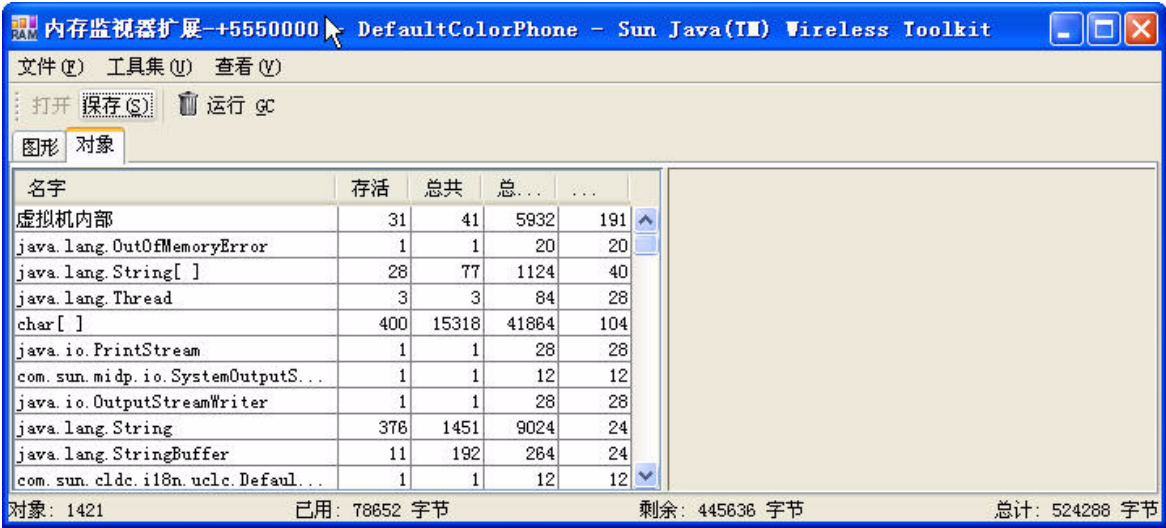 RAM 内存监视器扩展-+5550000 - DefaultColorPhone - Sun Java(TM) Wireless Toolkit
文件(F) 工具集(U) 查看(V)
打开 保存(S) 运行 GC
图形 对象
名字 存活 总共 总... ...
虚拟机内部 31 41 5932 191
java.lang.OutOfMemoryError 1 1 20 20
java.lang.String[ ] 28 77 1124 40
java.lang.Thread 3 3 84 28
char[ ] 400 15318 41864 104
java.io.PrintStream 1 1 28 28
com.sun.midp.io.SystemOutputS... 1 1 12 12
java.io.OutputStreamWriter 1 1 28 28
java.lang.String 376 1451 9024 24
java.lang.StringBuffer 11 192 264 24
com.sun.cldc.i18n.uclc.Defaul... 1 1 12 12
对象: 1421 已用: 78652 字节 剩余: 445636 字节 总计: 524288 字节